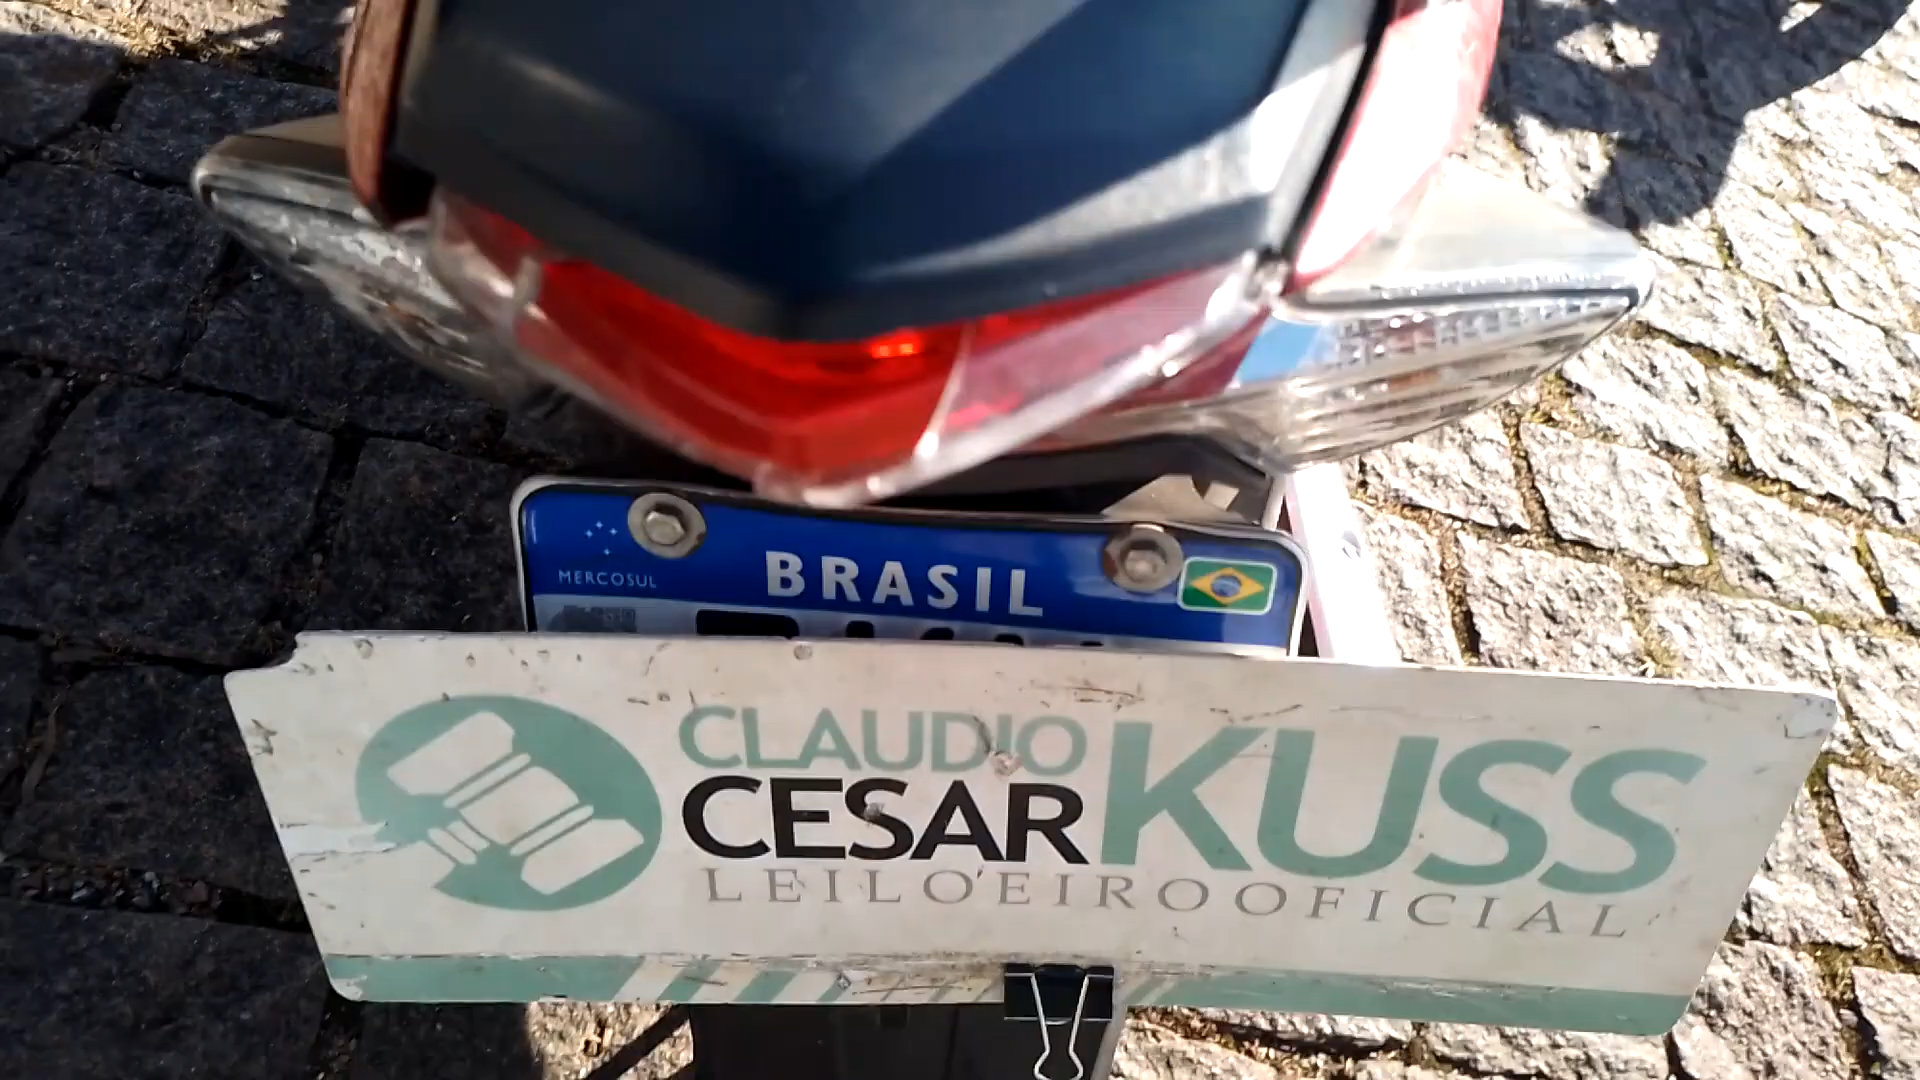 MERCOSUL
BRASIL
CLAUDIO
CESAR KUSS
LEILOEIRO OFICIAL